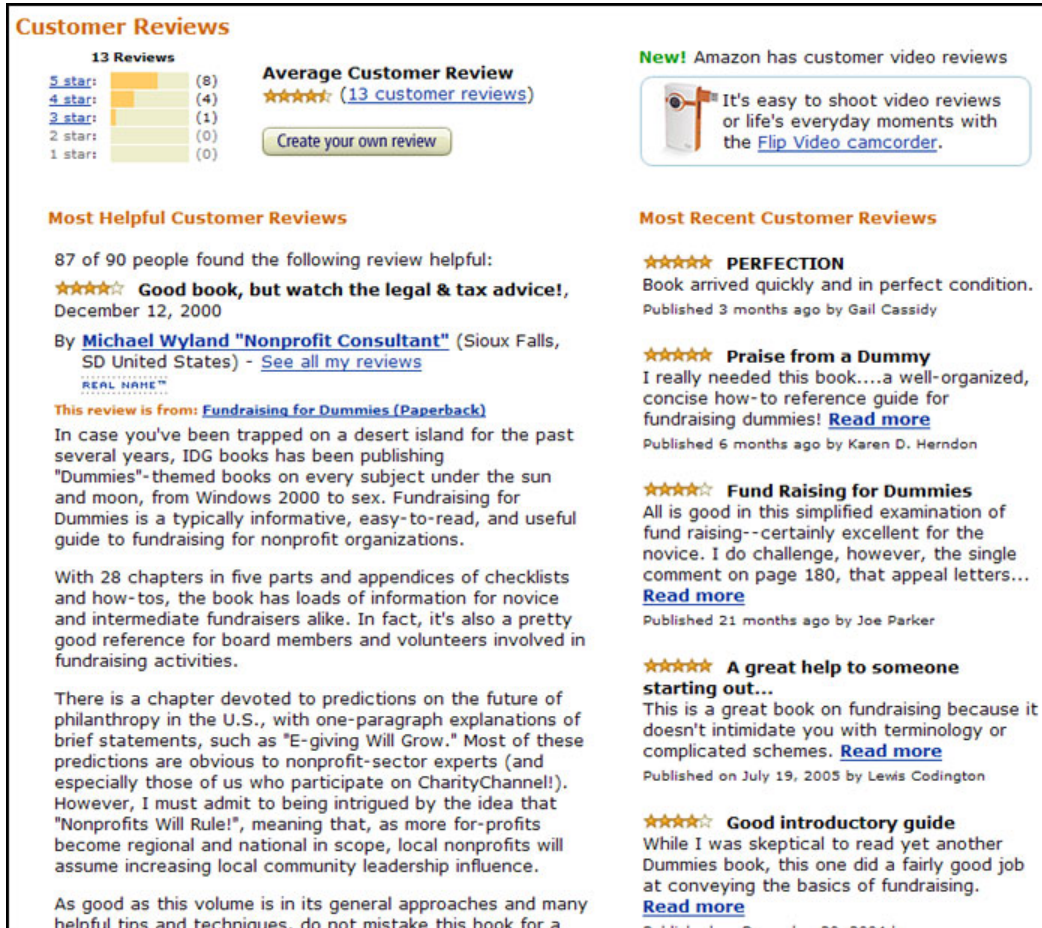 Customer Reviews
13 Reviews
5 star: (8)
4 star: (4)
3 star: (1)
2 star: (0)
1 star: (0)
Average Customer Review
(13 customer reviews)
Create your own review
New! Amazon has customer video reviews
It's easy to shoot video reviews
or life's everyday moments with
the Flip Video camcorder.
Most Helpful Customer Reviews
87 of 90 people found the following review helpful:
Good book, but watch the legal & tax advice!,
December 12, 2000
By Michael Wyland "Nonprofit Consultant" (Sioux Falls,
SD United States) - See all my reviews
REAL NAME™
This review is from: Fundraising for Dummies (Paperback)
In case you've been trapped on a desert island for the past
several years, IDG books has been publishing
"Dummies"-themed books on every subject under the sun
and moon, from Windows 2000 to sex. Fundraising for
Dummies is a typically informative, easy-to-read, and useful
guide to fundraising for nonprofit organizations.
With 28 chapters in five parts and appendices of checklists
and how-tos, the book has loads of information for novice
and intermediate fundraisers alike. In fact, it's also a pretty
good reference for board members and volunteers involved in
fundraising activities.
There is a chapter devoted to predictions on the future of
philanthropy in the U.S., with one-paragraph explanations of
brief statements, such as "E-giving Will Grow." Most of these
predictions are obvious to nonprofit-sector experts (and
especially those of us who participate on CharityChannel!).
However, I must admit to being intrigued by the idea that
"Nonprofits Will Rule!", meaning that, as more for-profits
become regional and national in scope, local nonprofits will
assume increasing local community leadership influence.
As good as this volume is in its general approaches and many
helpful tips and techniques, do not mistake this book for a
Most Recent Customer Reviews
PERFECTION
Book arrived quickly and in perfect condition.
Published 3 months ago by Gail Cassidy
Praise from a Dummy
I really needed this book....a well-organized,
concise how-to reference guide for
fundraising dummies! Read more
Published 6 months ago by Karen D. Herndon
Fund Raising for Dummies
All is good in this simplified examination of
fund raising--certainly excellent for the
novice. I do challenge, however, the single
comment on page 180, that appeal letters...
Read more
Published 21 months ago by Joe Parker
A great help to someone
starting out...
This is a great book on fundraising because it
doesn't intimidate you with terminology or
complicated schemes. Read more
Published on July 19, 2005 by Lewis Codington
Good introductory guide
While I was skeptical to read yet another
Dummies book, this one did a fairly good job
at conveying the basics of fundraising.
Read more